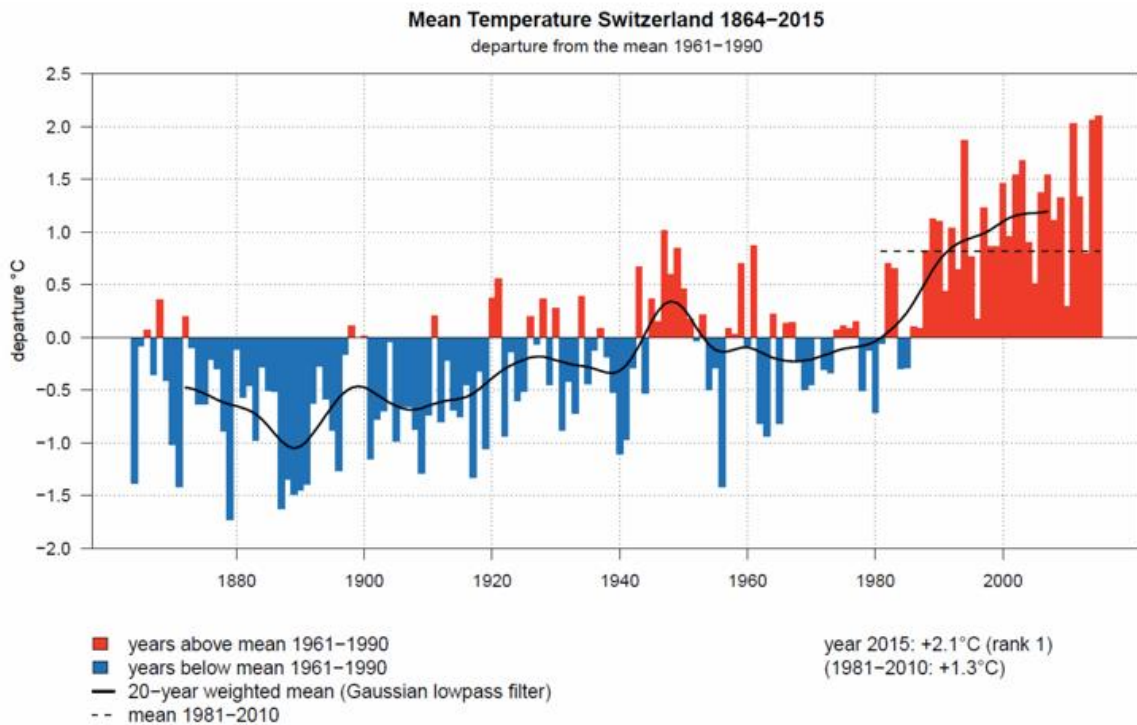 Mean Temperature Switzerland 1864−2015
departure from the mean 1961−1990
departure °C
2.5
2.0
1.5
1.0
0.5
0.0
−0.5
−1.0
−1.5
−2.0
1880 1900 1920 1940 1960 1980 2000
years above mean 1961−1990
years below mean 1961−1990
20−year weighted mean (Gaussian lowpass filter)
mean 1981−2010
year 2015: +2.1°C (rank 1)
(1981−2010: +1.3°C)